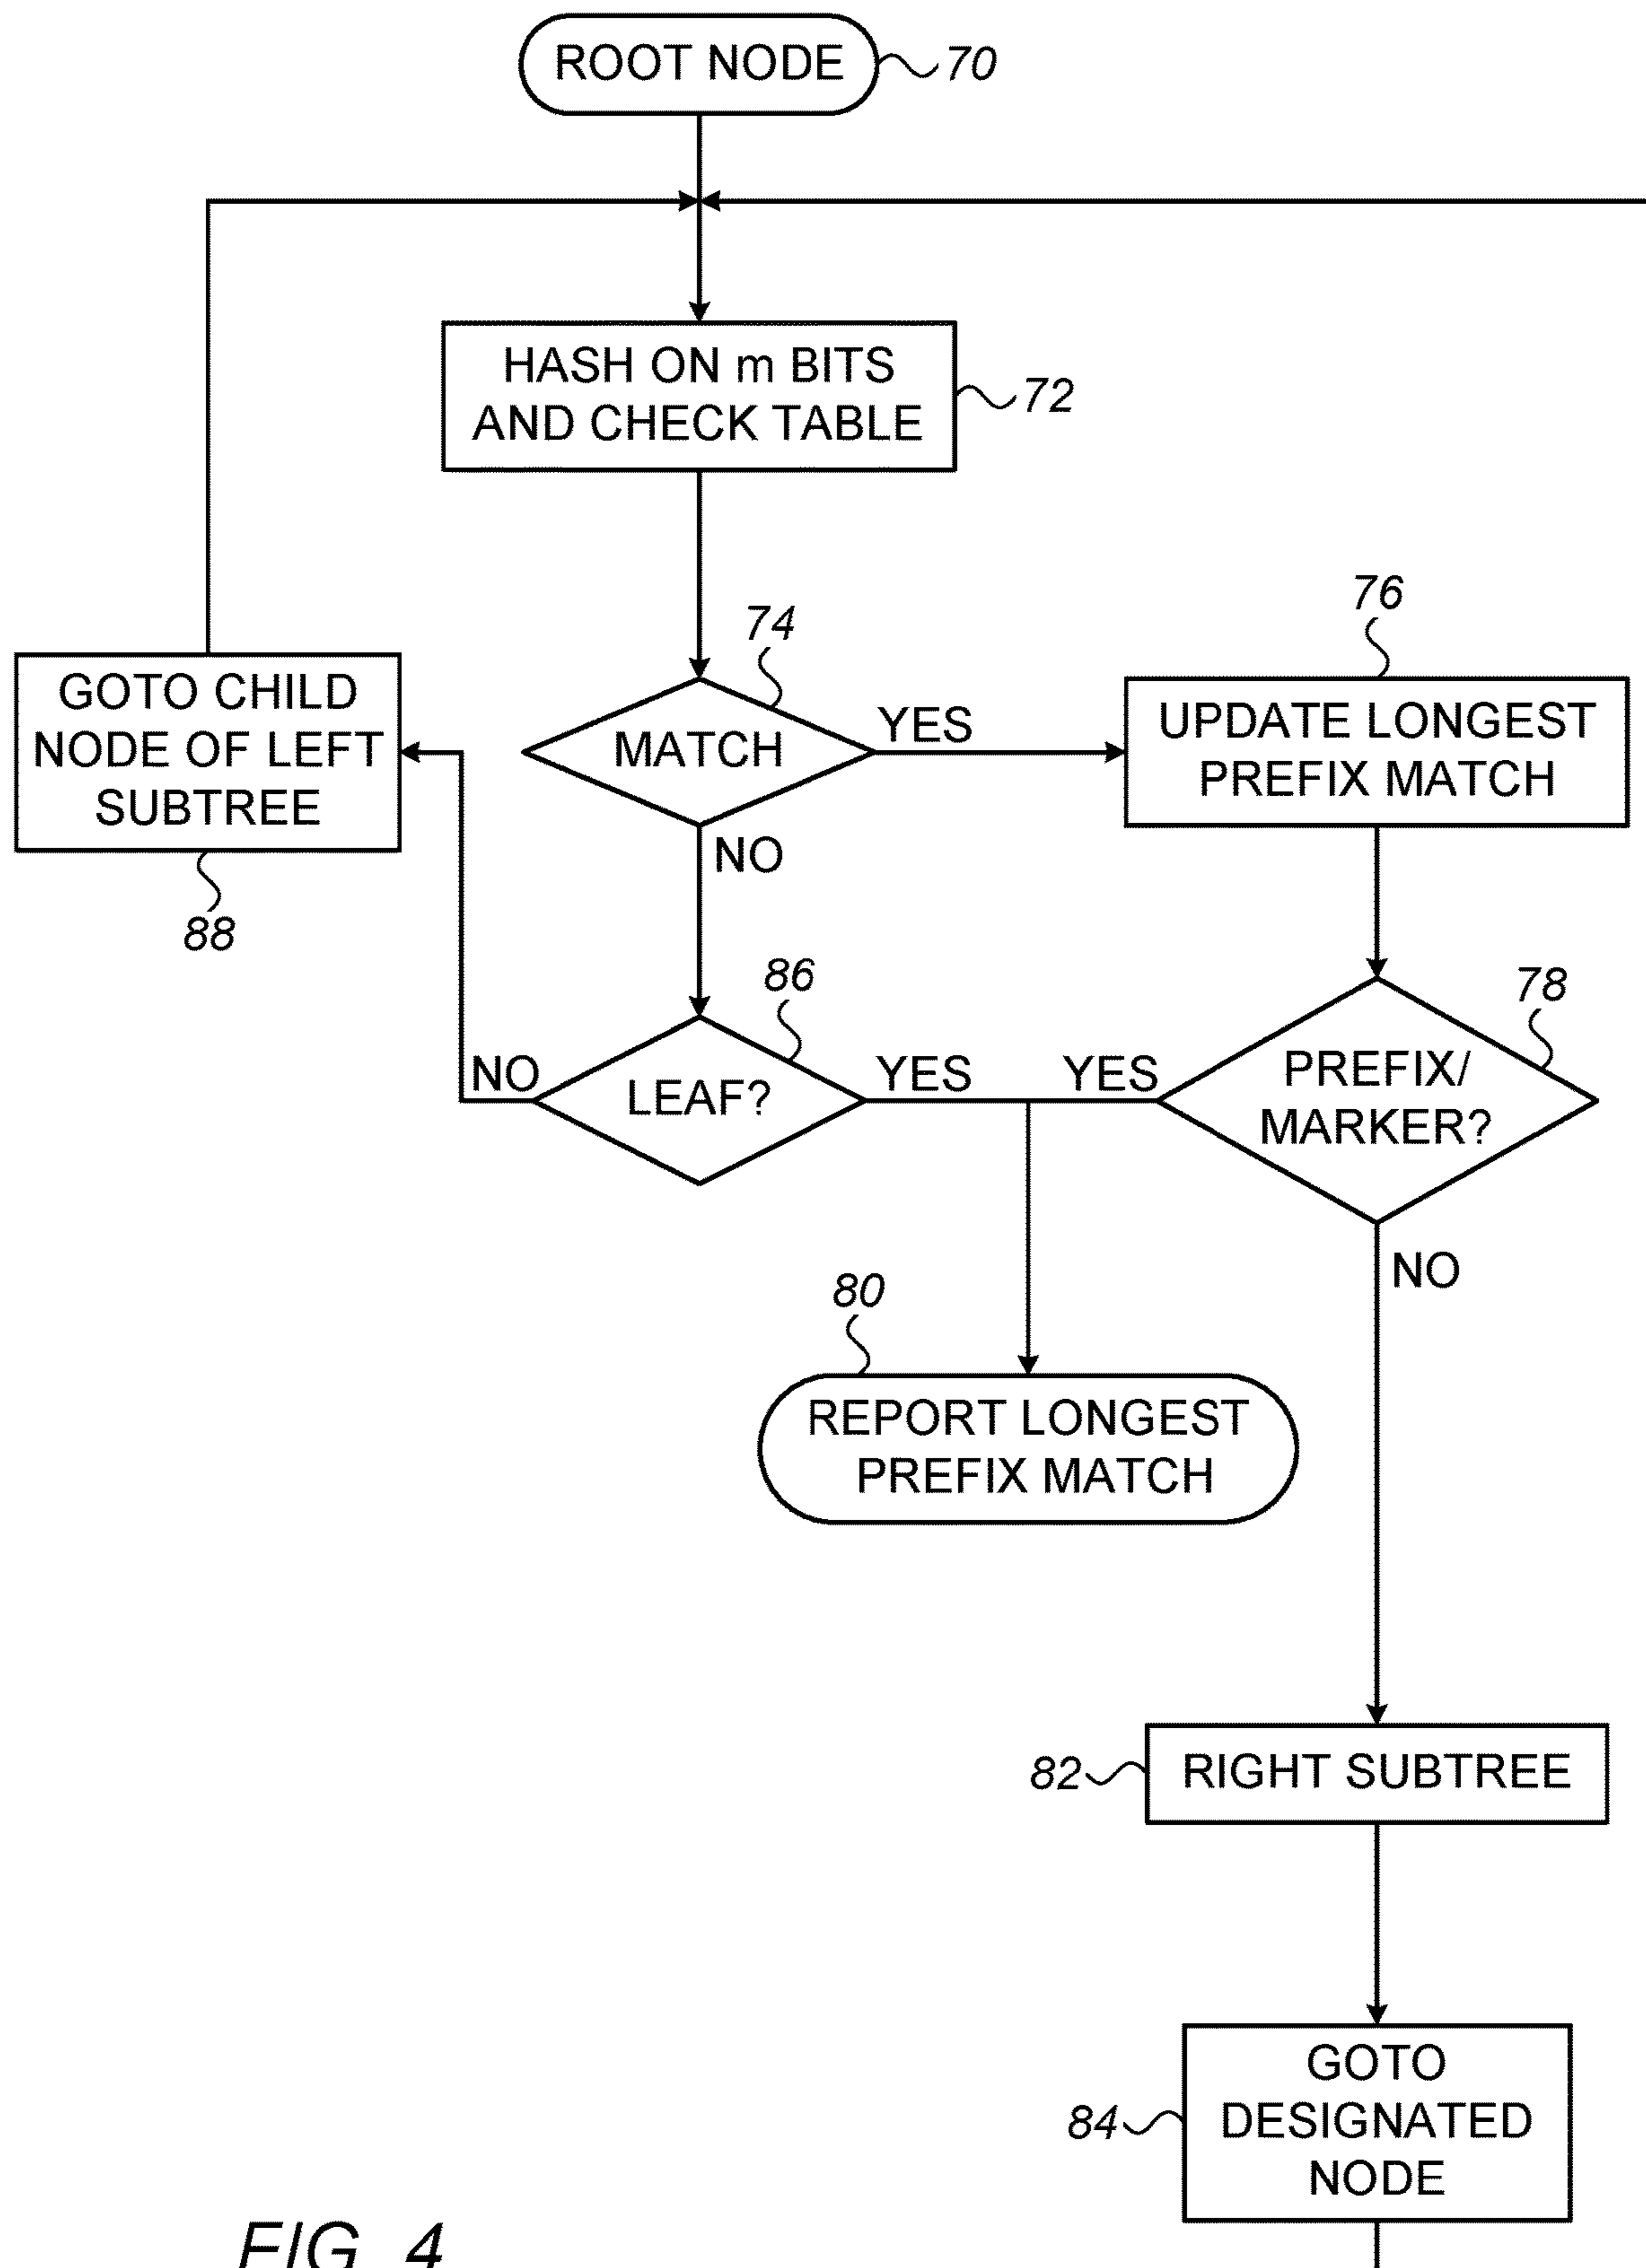 ROOT NODE
70
HASH ON m BITS
AND CHECK TABLE
72
74
MATCH
YES
NO
76
UPDATE LONGEST
PREFIX MATCH
GOTO CHILD
NODE OF LEFT
SUBTREE
88
86
LEAF?
NO
YES
78
PREFIX/
MARKER?
YES
NO
80
REPORT LONGEST
PREFIX MATCH
82
RIGHT SUBTREE
84
GOTO
DESIGNATED
NODE
FIG. 4